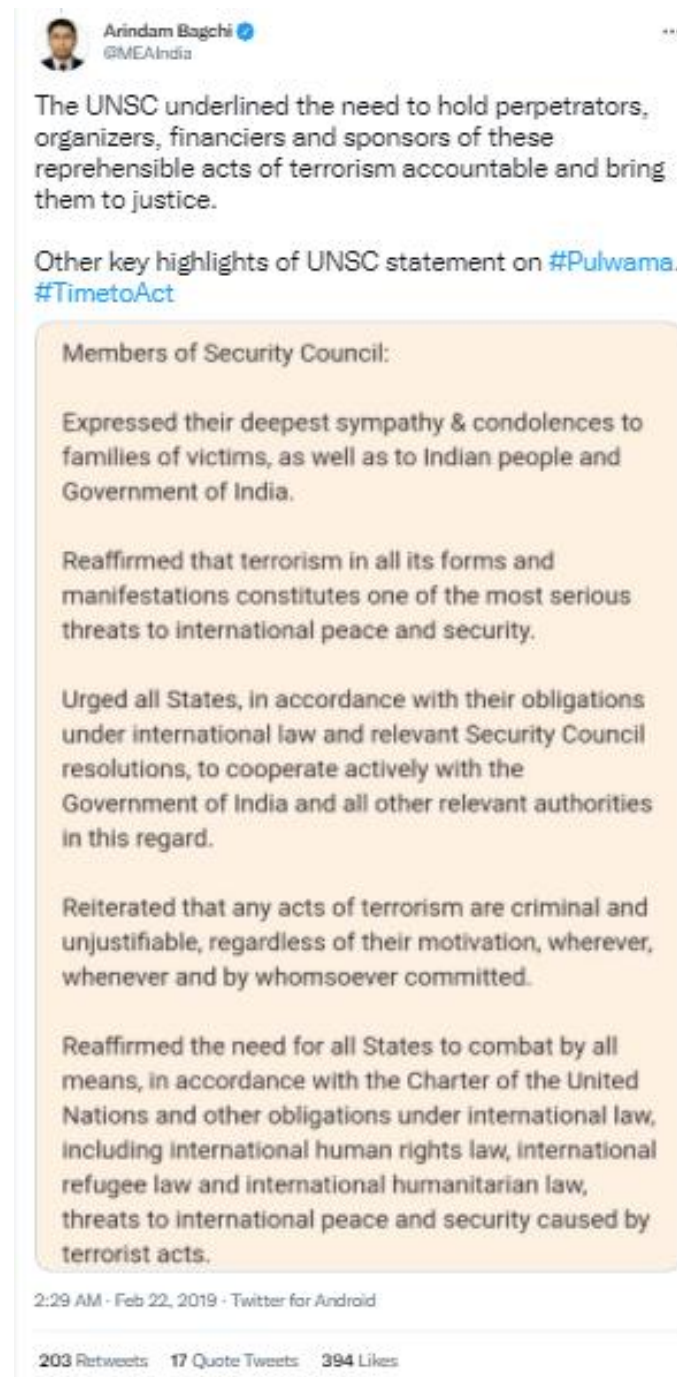 Arindam Bagchi
@MEAIndia
The UNSC underlined the need to hold perpetrators,
organizers, financiers and sponsors of these
reprehensible acts of terrorism accountable and bring
them to justice.
Other key highlights of UNSC statement on #Pulwama.
#TimetoAct
Members of Security Council:
Expressed their deepest sympathy & condolences to
families of victims, as well as to Indian people and
Government of India.
Reaffirmed that terrorism in all its forms and
manifestations constitutes one of the most serious
threats to international peace and security.
Urged all States, in accordance with their obligations
under international law and relevant Security Council
resolutions, to cooperate actively with the
Government of India and all other relevant authorities
in this regard.
Reiterated that any acts of terrorism are criminal and
unjustifiable, regardless of their motivation, wherever,
whenever and by whomsoever committed.
Reaffirmed the need for all States to combat by all
means, in accordance with the Charter of the United
Nations and other obligations under international law,
including international human rights law, international
refugee law and international humanitarian law,
threats to international peace and security caused by
terrorist acts.
2:29 AM · Feb 22, 2019 · Twitter for Android
203 Retweets 17 Quote Tweets 394 Likes